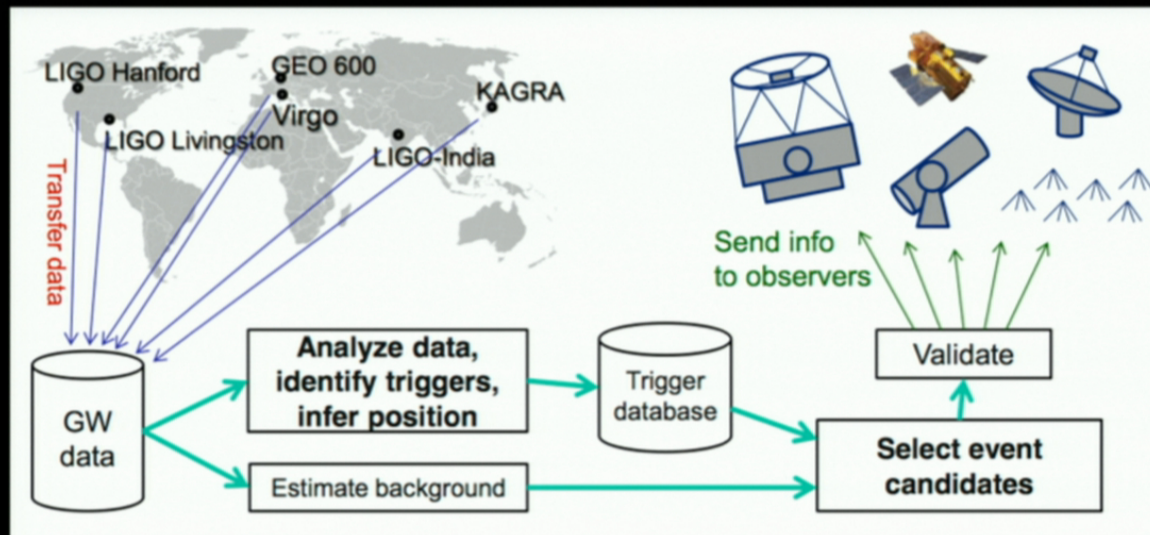 LIGO Hanford
GEO 600
KAGRA
Virgo
LIGO Livingston
LIGO-India
Transfer data
Send info
to observers
GW
data
Analyze data,
identify triggers,
infer position
Estimate background
Trigger
database
Validate
Select event
candidates